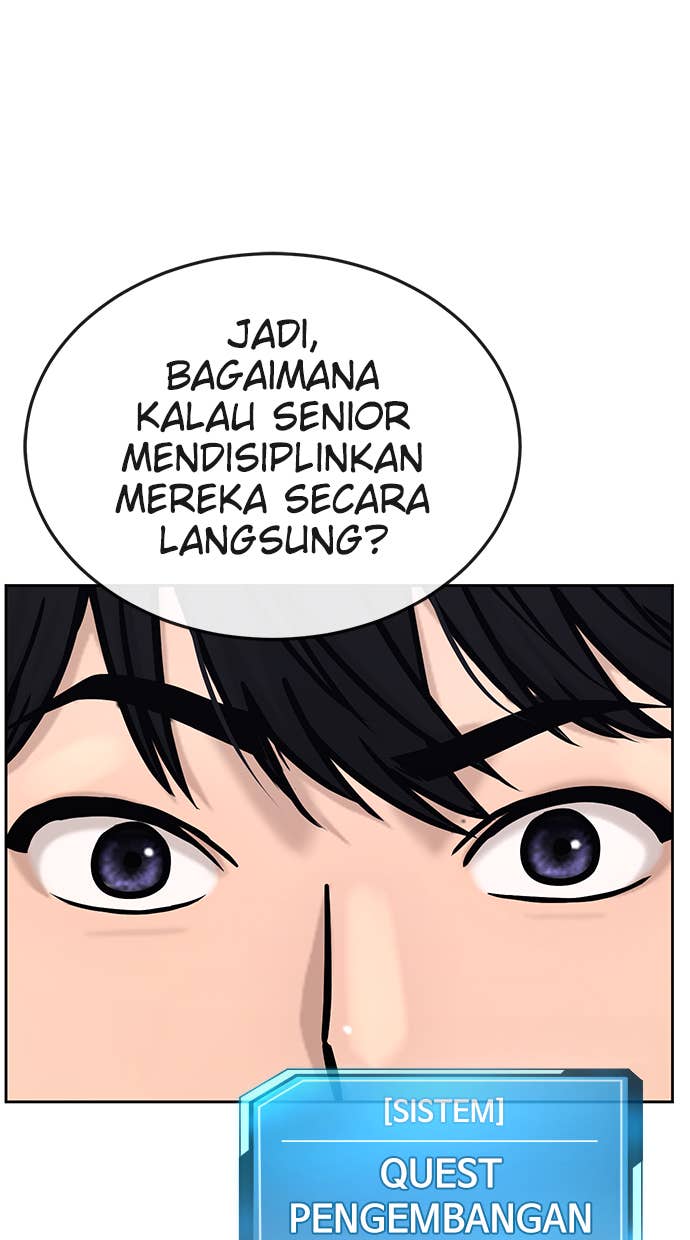 JADI,
BAGAIMANA
KALAU SENIOR
MENDISIPLINKAN
MEREKA SECARA
LANGSUNG?
[SISTEM]
QUEST
PENGEMBANGAN